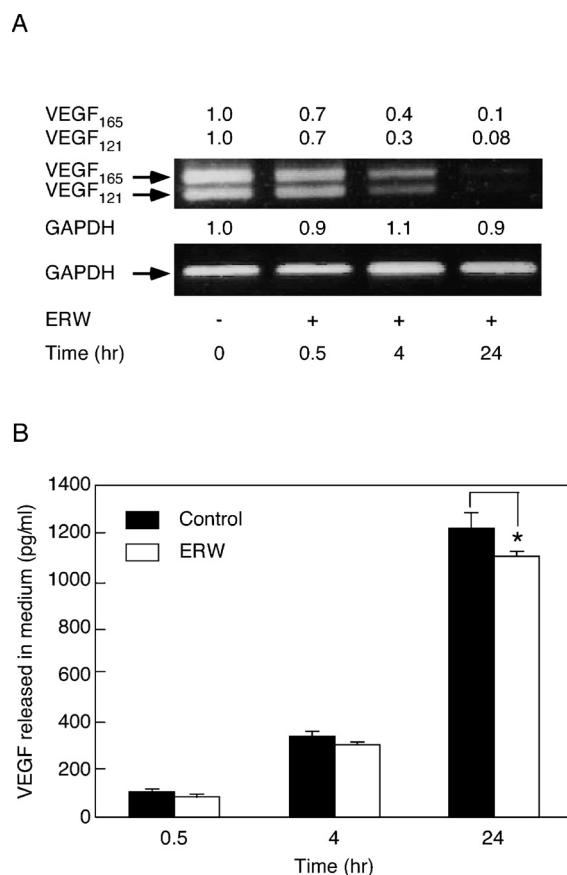 A
VEGF165 1.0 0.7 0.4 0.1
VEGF121 1.0 0.7 0.3 0.08
VEGF165
VEGF121
GAPDH 1.0 0.9 1.1 0.9
GAPDH
ERW - + + +
Time (hr) 0 0.5 4 24
B
VEGF released in medium (pg/ml)
1400
1200
1000
800
600
400
200
0
Control
ERW
*
0.5 4 24
Time (hr)